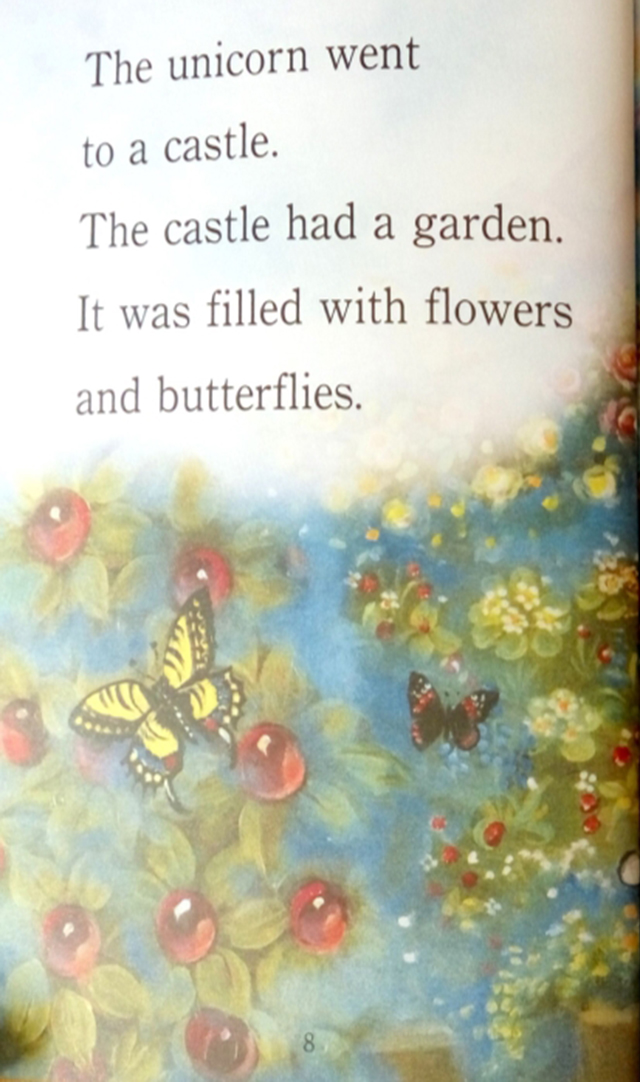 The unicorn went
to a castle.
The castle had a garden.
It was filled with flowers
and butterflies.
8